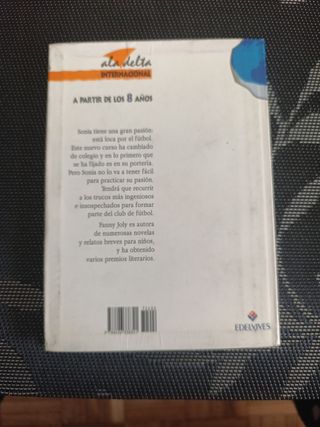 ala delta
INTERNACIONAL
A PARTIR DE LOS 8 AÑOS
Sonia tiene una gran pasión:
está loca por el fútbol.
Este nuevo curso ha cambiado
de colegio y en lo primero que
se ha fijado es en su portería.
Pero Sonia no lo va a tener fácil
para practicar su pasión.
Tendrá que recurrir
a los trucos más ingeniosos
e insospechados para formar
parte del club de fútbol.
Fanny Joly es autora
de numerosas novelas
y relatos breves para niños,
y ha obtenido
varios premios literarios.
EDELVIVES